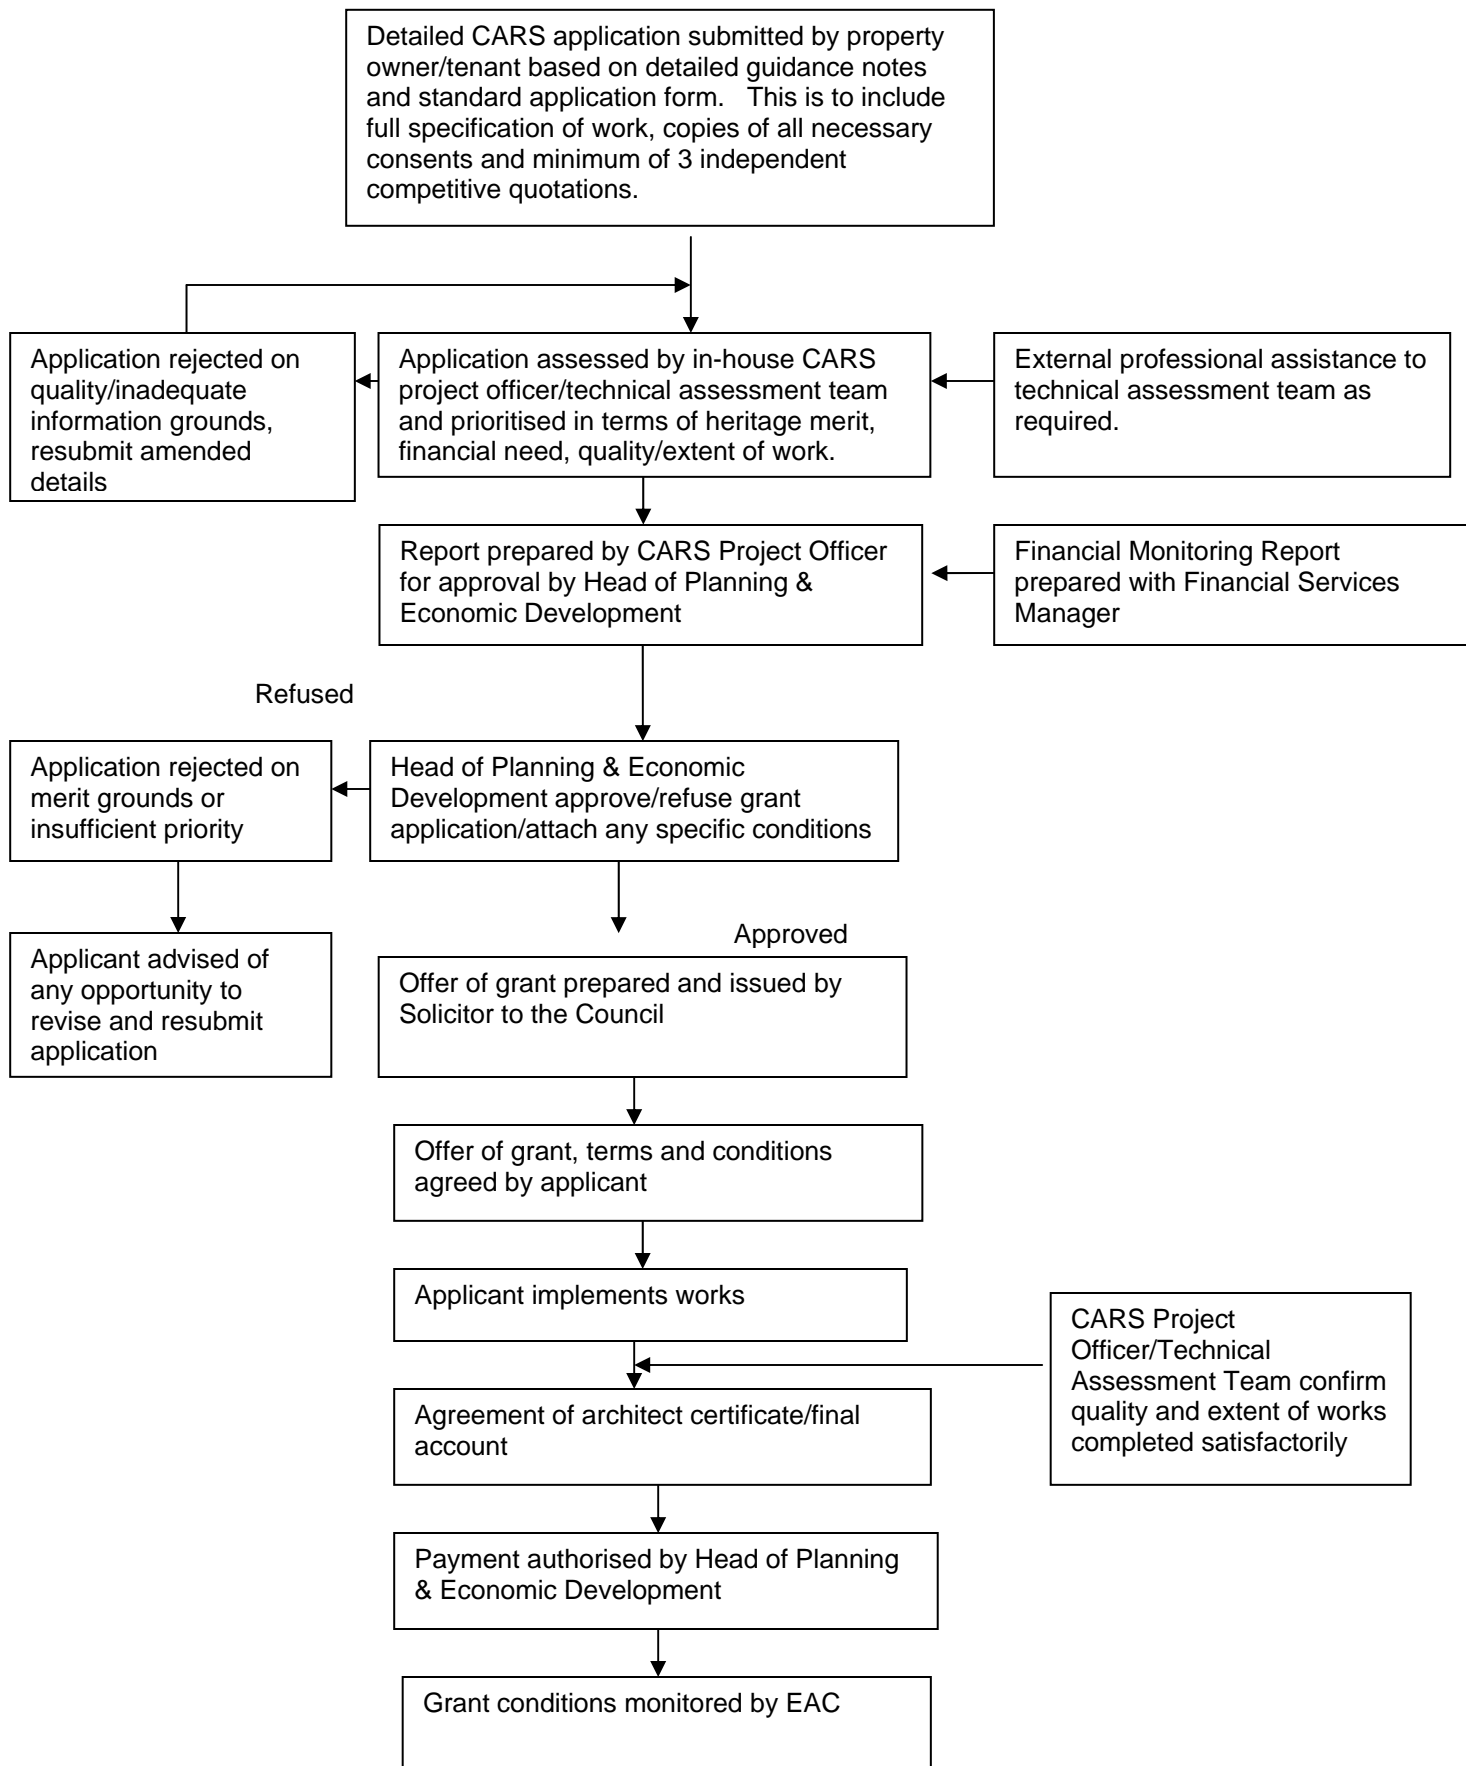 Detailed CARS application submitted by property
owner/tenant based on detailed guidance notes
and standard application form.   This is to include
full specification of work, copies of all necessary
consents and minimum of 3 independent
competitive quotations.
Application rejected on
quality/inadequate
information grounds,
resubmit amended
details
Application assessed by in-house CARS
project officer/technical assessment team
and prioritised in terms of heritage merit,
financial need, quality/extent of work.
External professional assistance to
technical assessment team as
required.
Report prepared by CARS Project Officer
for approval by Head of Planning &
Economic Development
Financial Monitoring Report
prepared with Financial Services
Manager
Refused
Application rejected on
merit grounds or
insufficient priority
Head of Planning & Economic
Development approve/refuse grant
application/attach any specific conditions
Approved
Applicant advised of
any opportunity to
revise and resubmit
application
Offer of grant prepared and issued by
Solicitor to the Council
Offer of grant, terms and conditions
agreed by applicant
Applicant implements works
CARS Project
Officer/Technical
Assessment Team confirm
quality and extent of works
completed satisfactorily
Agreement of architect certificate/final
account
Payment authorised by Head of Planning
& Economic Development
Grant conditions monitored by EAC